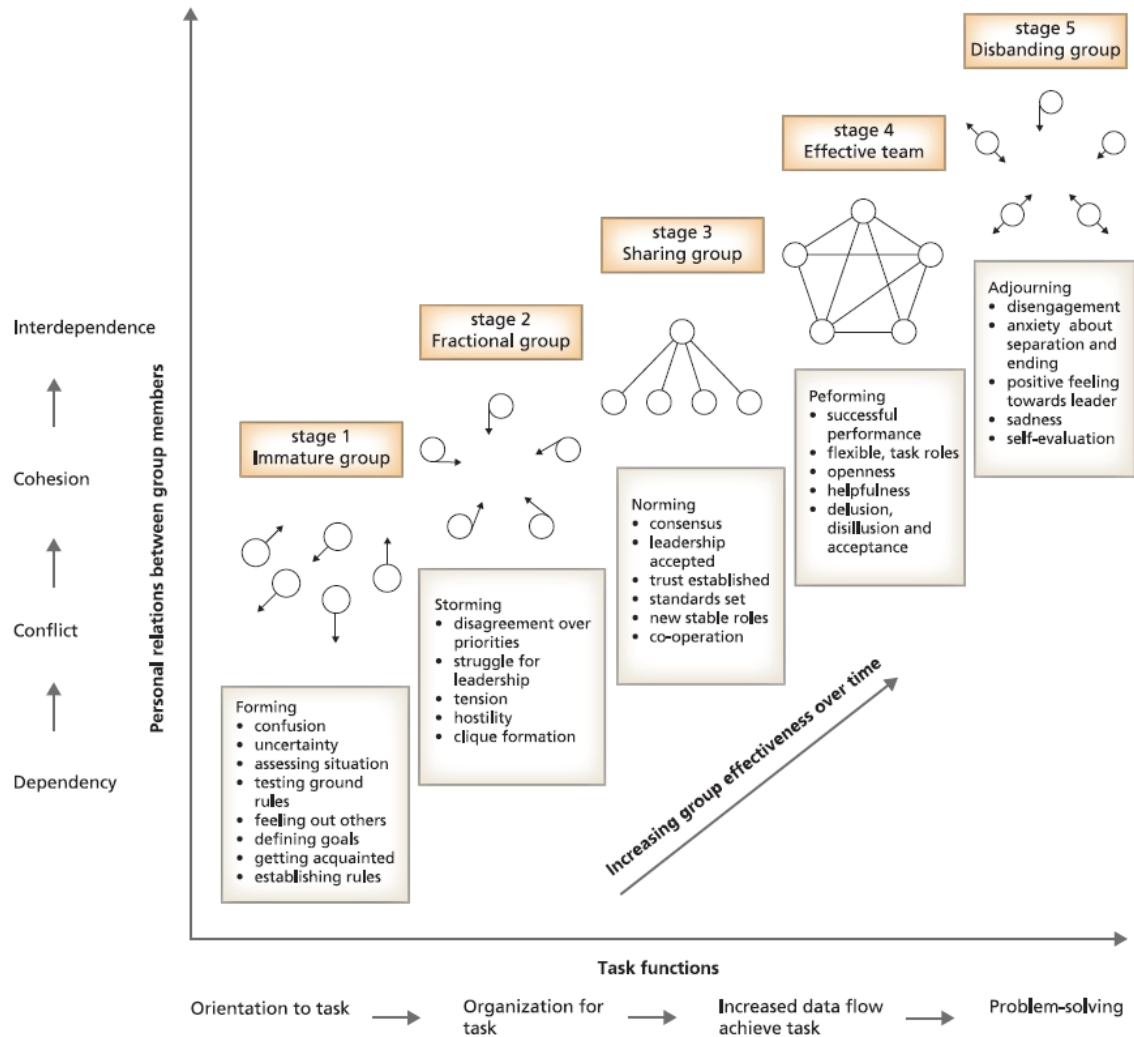 stage 5
Disbanding group
stage 4
Effective team
stage 3
Sharing group
stage 2
Fractional group
stage 1
Immature group
Interdependence
Cohesion
Conflict
Dependency
Personal relations between group members
Forming
• confusion
• uncertainty
• assessing situation
• testing ground
rules
• feeling out others
• defining goals
• getting acquainted
• establishing rules
Storming
• disagreement over
priorities
• struggle for
leadership
• tension
• hostility
• clique formation
Norming
• consensus
• leadership
accepted
• trust established
• standards set
• new stable roles
• co-operation
Peforming
• successful
performance
• flexible, task roles
• openness
• helpfulness
• delusion,
disillusion and
acceptance
Adjourning
• disengagement
• anxiety about
separation and
ending
• positive feeling
towards leader
• sadness
• self-evaluation
Increasing group effectiveness over time
Task functions
Orientation to task
Organization for
task
Increased data flow
achieve task
Problem-solving